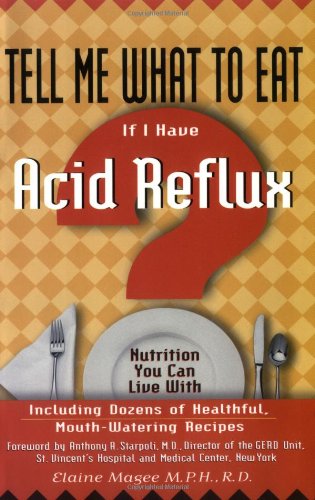 TELL ME WHAT TO EAT
If I Have
Acid Reflux
?
Nutrition
You Can
Live With
Including Dozens of Healthful,
Mouth-Watering Recipes
Foreword by Anthony A. Starpoli, M.D., Director of the GERD Unit,
St. Vincent's Hospital and Medical Center, New York
Elaine Magee M.P.H., R.D.